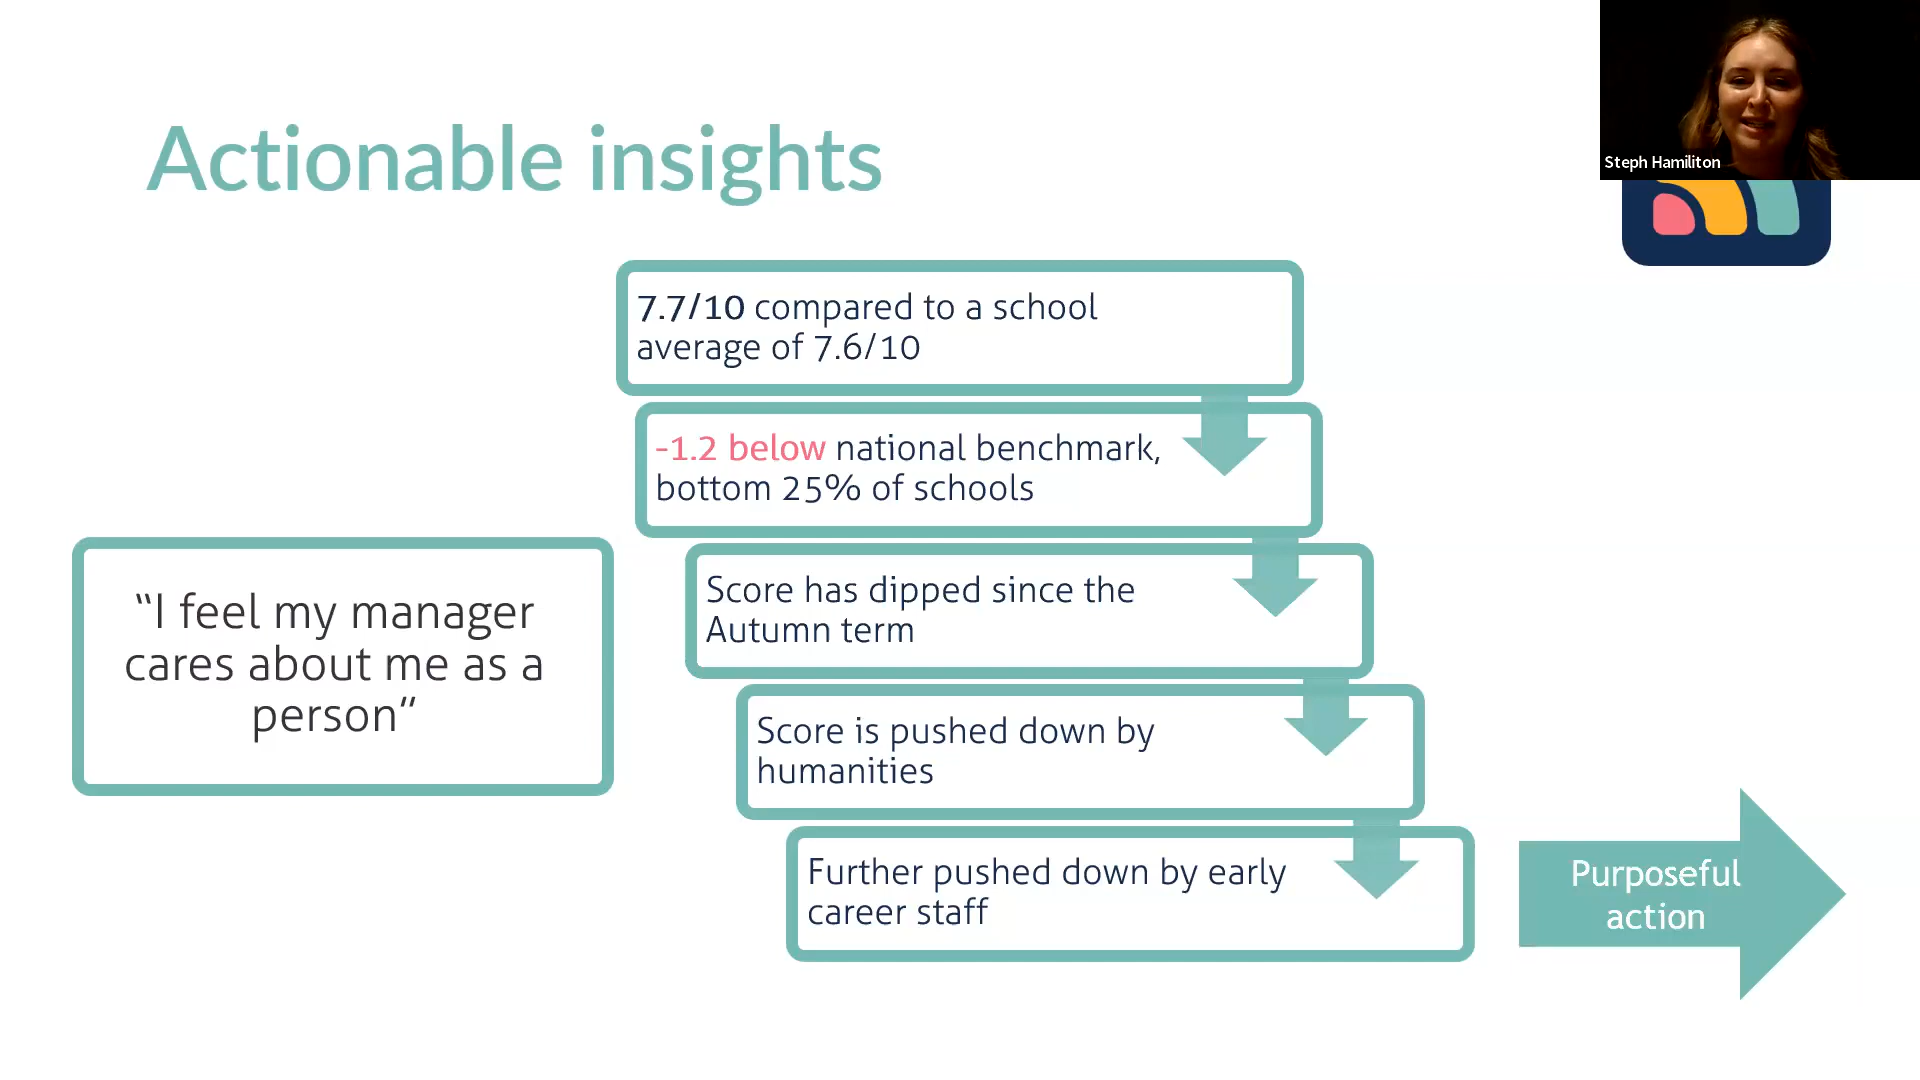 Steph Hamiliton
Actionable insights
7.7/10 compared to a school
average of 7.6/10
-1.2 below national benchmark,
bottom 25% of schools
Score has dipped since the
Autumn term
“I feel my manager
cares about me as a
person“
Score is pushed down by
humanities
Further pushed down by early
career staff
Purposeful
action